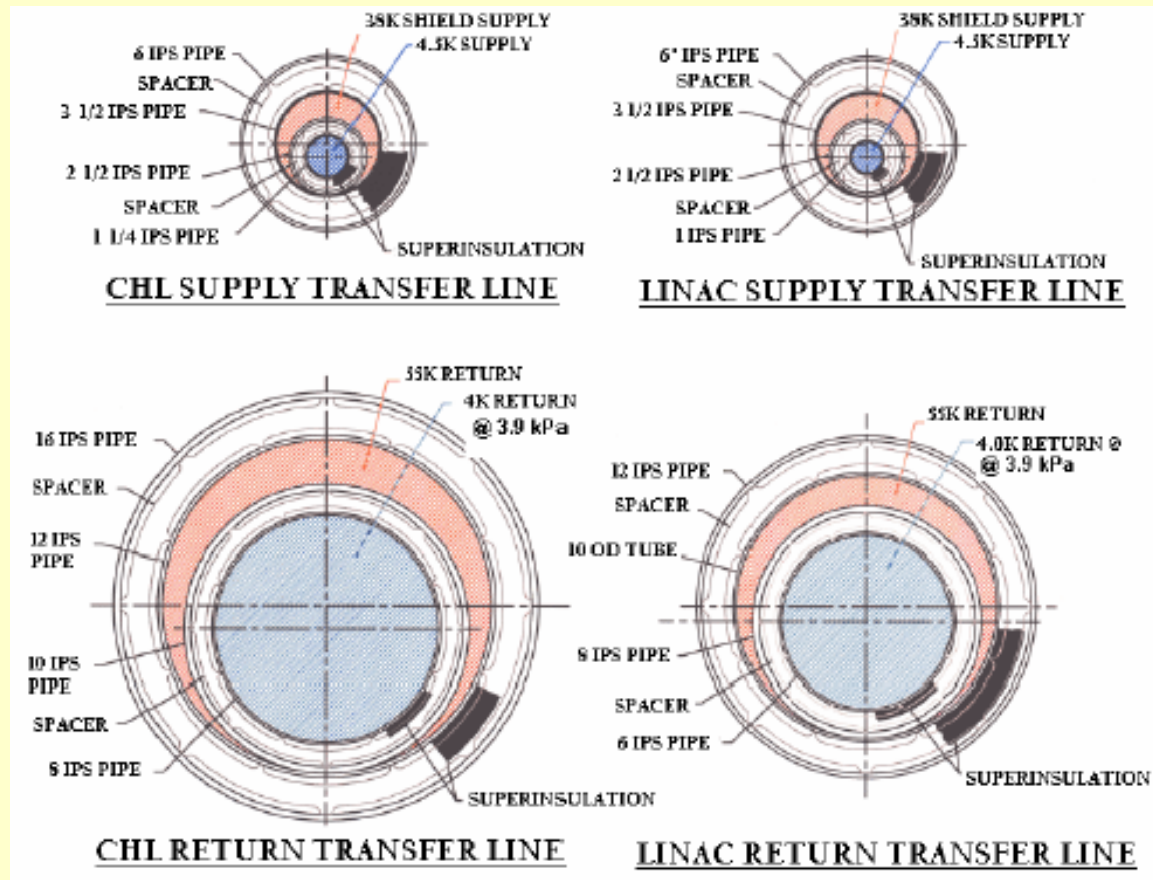 38K SHIELD SUPPLY
4.5K SUPPLY
6 IPS PIPE
SPACER
3 1/2 IPS PIPE
2 1/2 IPS PIPE
SPACER
1 1/4 IPS PIPE
SUPERINSULATION
CHL SUPPLY TRANSFER LINE
38K SHIELD SUPPLY
4.5K SUPPLY
6" IPS PIPE
SPACER
3 1/2 IPS PIPE
2 1/2 IPS PIPE
SPACER
1 IPS PIPE
SUPERINSULATION
LINAC SUPPLY TRANSFER LINE
55K RETURN
4K RETURN
@ 3.9 kPa
16 IPS PIPE
SPACER
12 IPS
PIPE
10 IPS
PIPE
SPACER
8 IPS PIPE
SUPERINSULATION
CHL RETURN TRANSFER LINE
55K RETURN
4.0K RETURN @
@ 3.9 kPa
12 IPS PIPE
SPACER
10 OD TUBE
8 IPS PIPE
SPACER
6 IPS PIPE
SUPERINSULATION
LINAC RETURN TRANSFER LINE